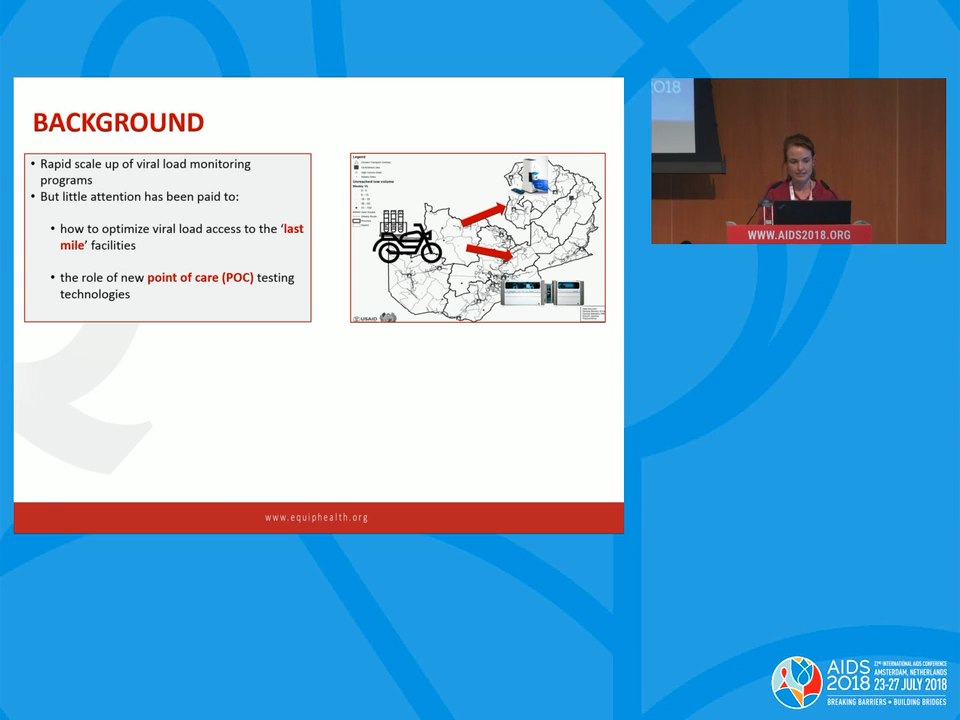 BACKGROUND
• Rapid scale up of viral load monitoring
programs
• But little attention has been paid to:
• how to optimize viral load access to the ‘last
mile’ facilities
• the role of new point of care (POC) testing
technologies
Legend
USAID
www.equiphealth.org
2018
WWW.AIDS2018.ORG
AIDS
2018
22ND INTERNATIONAL AIDS CONFERENCE
AMSTERDAM, NETHERLANDS
23-27 JULY 2018
BREAKING BARRIERS • BUILDING BRIDGES